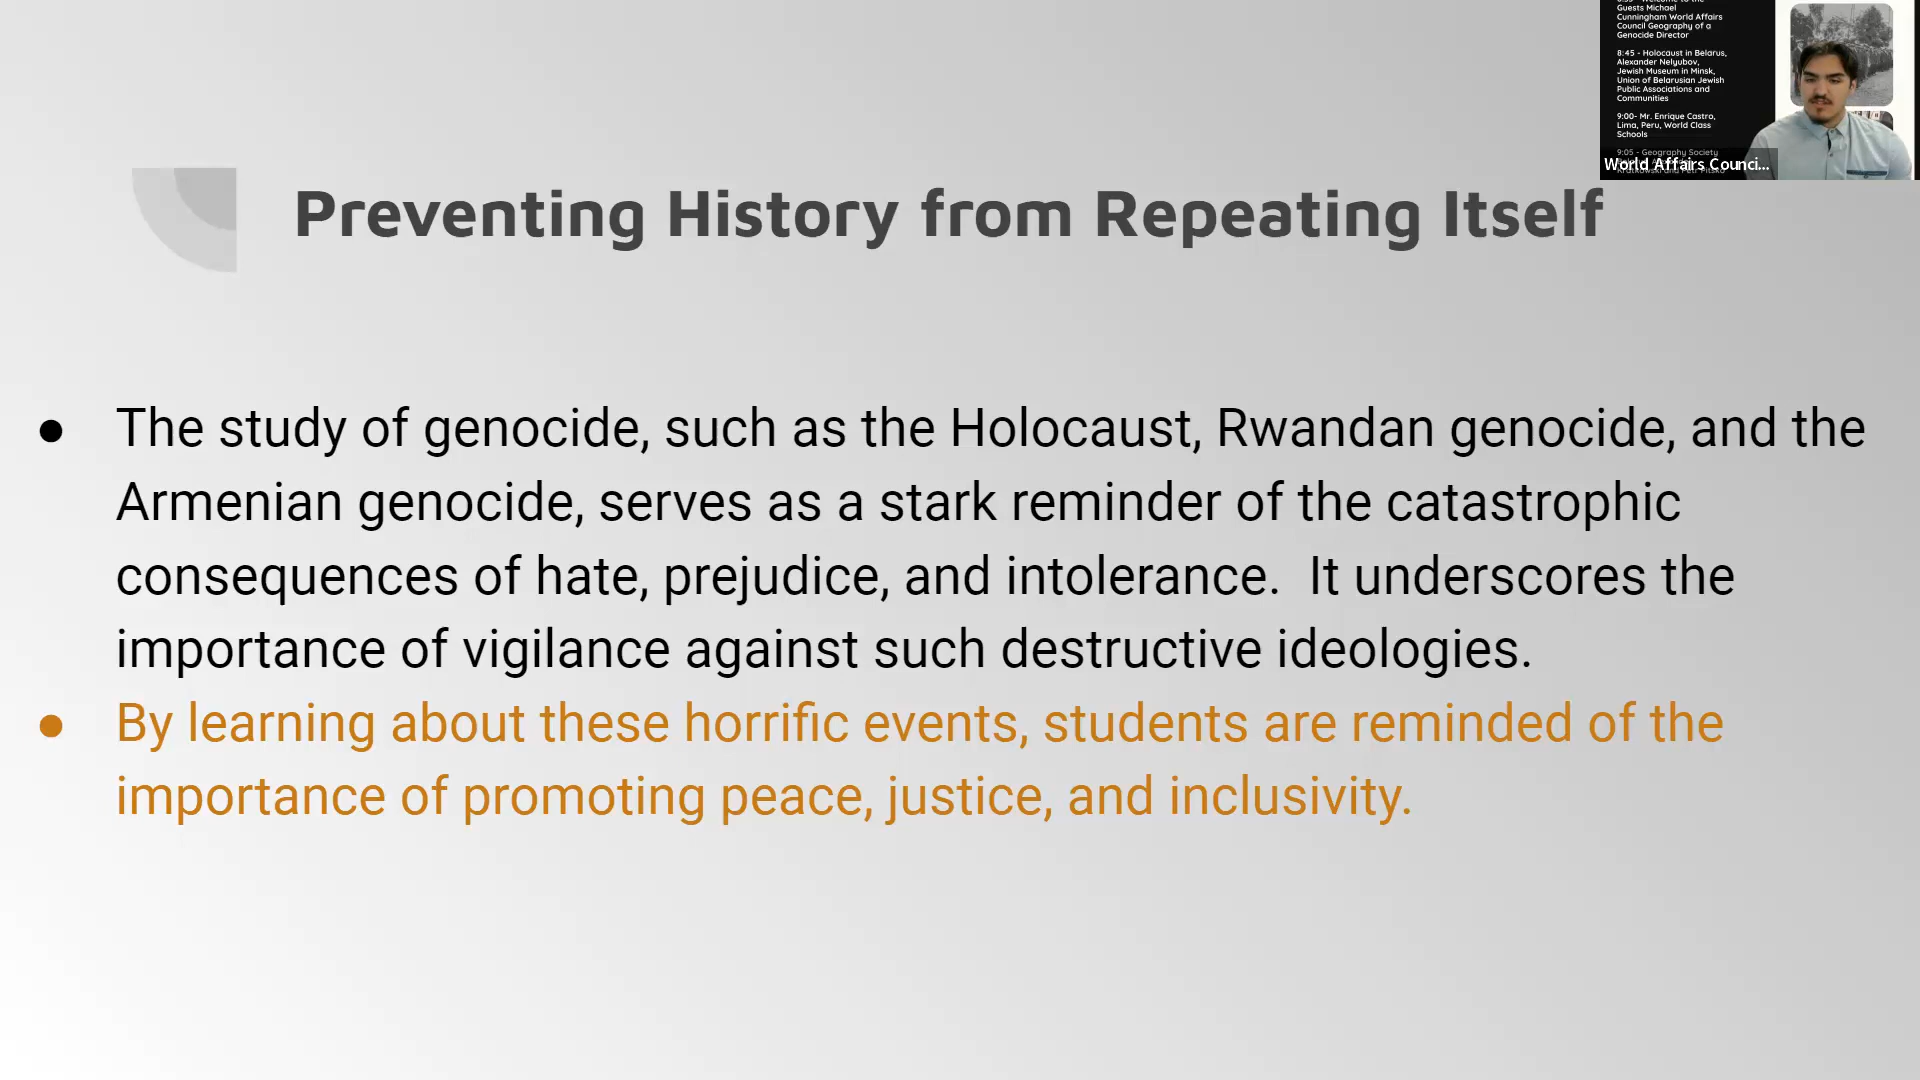 Preventing History from Repeating Itself
● The study of genocide, such as the Holocaust, Rwandan genocide, and the
Armenian genocide, serves as a stark reminder of the catastrophic
consequences of hate, prejudice, and intolerance.  It underscores the
importance of vigilance against such destructive ideologies.
● By learning about these horrific events, students are reminded of the
importance of promoting peace, justice, and inclusivity.
Guests Michael
Cunningham World Affairs
Council Geography of a
Genocide Director
8:45 - Holocaust in Belarus,
Alexander Nelyubov,
Jewish Museum in Minsk,
Union of Belarusian Jewish
Public Associations and
Communities
9:00- Mr. Enrique Castro,
Lima, Peru, World Class
Schools
9:05 - Geography Society
World Affairs Counci...